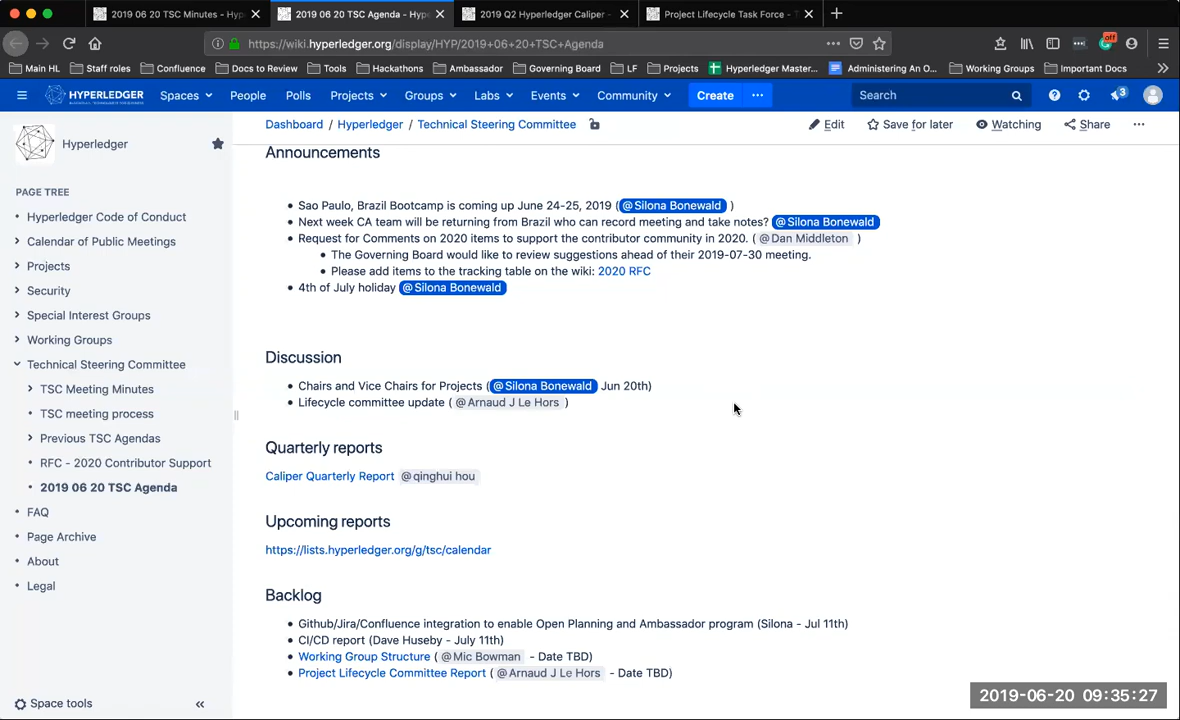 2019 06 20 TSC Minutes - Hyp
2019 06 20 TSC Agenda - Hype
2019 Q2 Hyperledger Caliper -
Project Lifecycle Task Force -
https://wiki.hyperledger.org/display/HYP/2019+06+20+TSC+Agenda
off
Main HL
Staff roles
Confluence
Docs to Review
Tools
Hackathons
Ambassador
Governing Board
LF
Projects
Hyperledger Master...
Administering An O...
Working Groups
Important Docs
HYPERLEDGER
Spaces
People
Polls
Projects
Groups
Labs
Events
Community
Create
Search
3
Hyperledger
Dashboard / Hyperledger / Technical Steering Committee
Edit
Save for later
Watching
Share
PAGE TREE
Hyperledger Code of Conduct
Calendar of Public Meetings
Projects
Security
Special Interest Groups
Working Groups
Technical Steering Committee
TSC Meeting Minutes
TSC meeting process
Previous TSC Agendas
RFC - 2020 Contributor Support
2019 06 20 TSC Agenda
FAQ
Page Archive
About
Legal
Space tools
Announcements
• Sao Paulo, Brazil Bootcamp is coming up June 24-25, 2019 ( @Silona Bonewald )
• Next week CA team will be returning from Brazil who can record meeting and take notes? @Silona Bonewald
• Request for Comments on 2020 items to support the contributor community in 2020. ( @Dan Middleton )
• The Governing Board would like to review suggestions ahead of their 2019-07-30 meeting.
• Please add items to the tracking table on the wiki: 2020 RFC
• 4th of July holiday @Silona Bonewald
Discussion
• Chairs and Vice Chairs for Projects ( @Silona Bonewald Jun 20th)
• Lifecycle committee update ( @Arnaud J Le Hors )
Quarterly reports
Caliper Quarterly Report @qinghui hou
Upcoming reports
https://lists.hyperledger.org/g/tsc/calendar
Backlog
• Github/Jira/Confluence integration to enable Open Planning and Ambassador program (Silona - Jul 11th)
• CI/CD report (Dave Huseby - July 11th)
• Working Group Structure ( @Mic Bowman - Date TBD)
• Project Lifecycle Committee Report ( @Arnaud J Le Hors - Date TBD)
2019-06-20 09:35:27